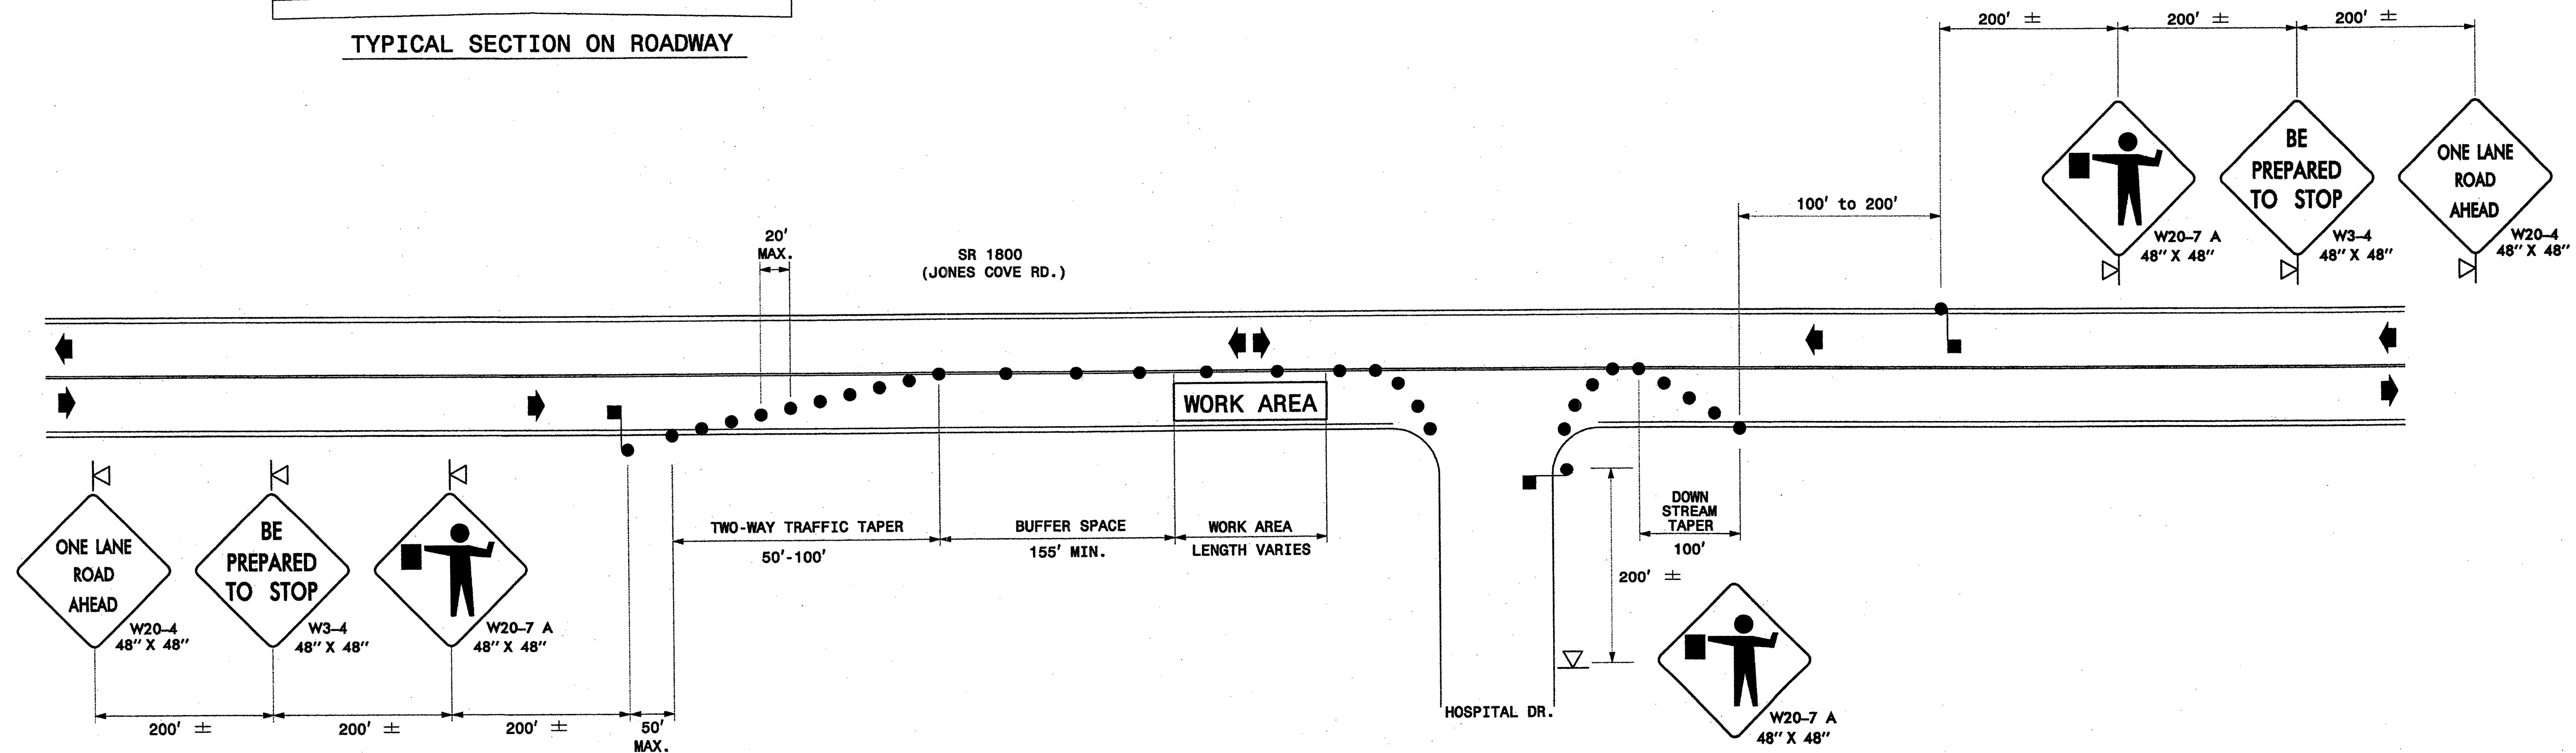 TYPICAL SECTION ON ROADWAY
200' ±
200' ±
200' ±
BE
PREPARED
TO STOP
ONE LANE
ROAD
AHEAD
W20-7 A
48" X 48"
W3-4
48" X 48"
W20-4
48" X 48"
100' to 200'
20'
MAX.
SR 1800
(JONES COVE RD.)
WORK AREA
ONE LANE
ROAD
AHEAD
W20-4
48" X 48"
BE
PREPARED
TO STOP
W3-4
48" X 48"
W20-7 A
48" X 48"
TWO-WAY TRAFFIC TAPER
50'-100'
BUFFER SPACE
155' MIN.
WORK AREA
LENGTH VARIES
DOWN
STREAM
TAPER
100'
200' ±
HOSPITAL DR.
W20-7 A
48" X 48"
200' ±
200' ±
200' ±
50'
MAX.